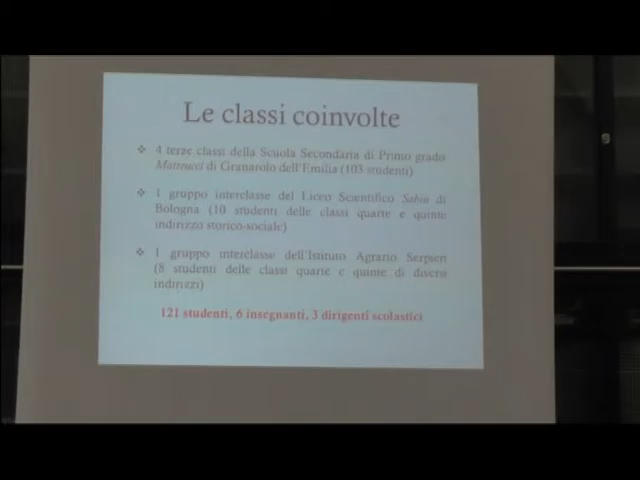 Le classi coinvolte
❖ 4 terze classi della Scuola Secondaria di Primo grado
Matteucci di Granarolo dell'Emilia (103 studenti)
❖ 1 gruppo interclasse del Liceo Scientifico Sabin di
Bologna (10 studenti delle classi quarte e quinte
indirizzo storico-sociale)
❖ 1 gruppo interclasse dell'Istituto Agrario Serpieri
(8 studenti delle classi quarte e quinte di diversi
indirizzi)
121 studenti, 6 insegnanti, 3 dirigenti scolastici